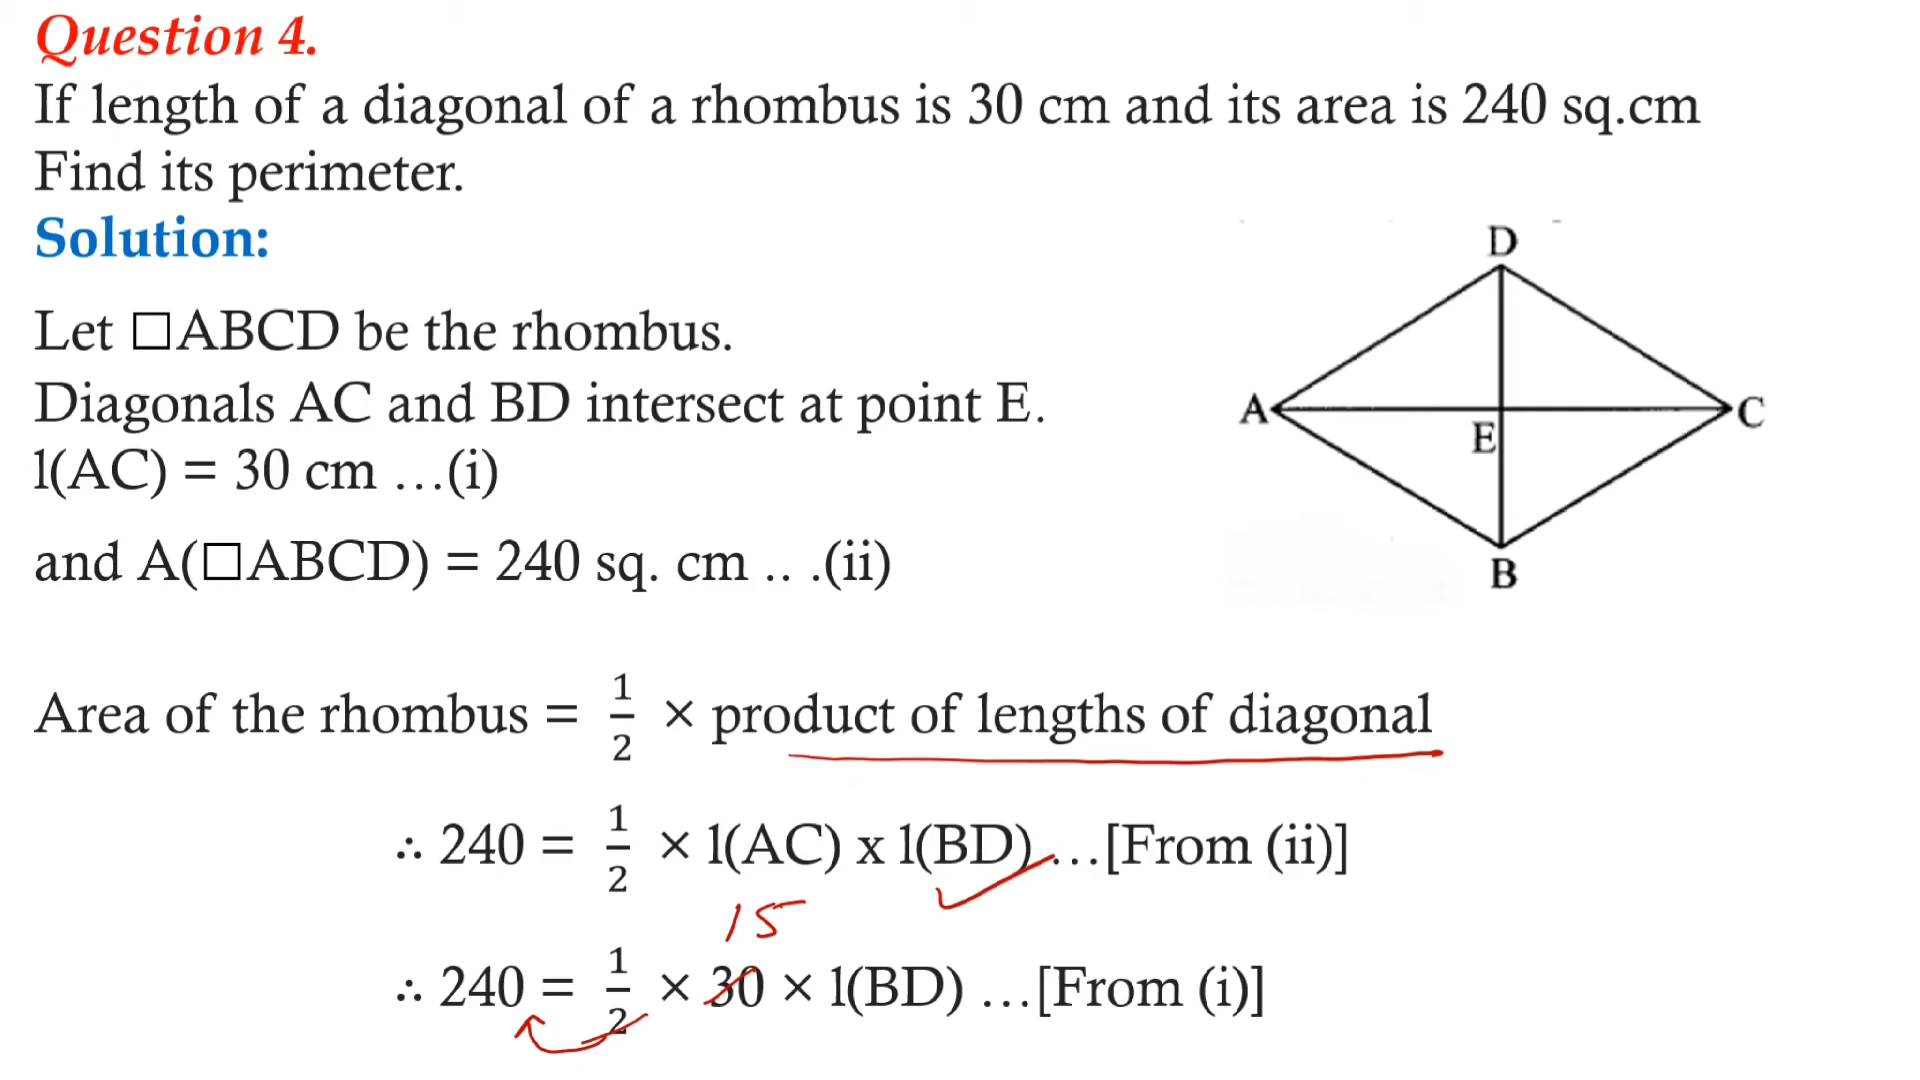 Question 4.
If length of a diagonal of a rhombus is 30 cm and its area is 240 sq.cm
Find its perimeter.
Solution:
Let □ABCD be the rhombus.
Diagonals AC and BD intersect at point E.
l(AC) = 30 cm …(i)
and A(□ABCD) = 240 sq. cm .. .(ii)
D
A
C
E
B
Area of the rhombus = 1/2 × product of lengths of diagonal
∴ 240 = 1/2 × l(AC) x l(BD) …[From (ii)]
15
∴ 240 = 1/2 × 30 × l(BD) …[From (i)]